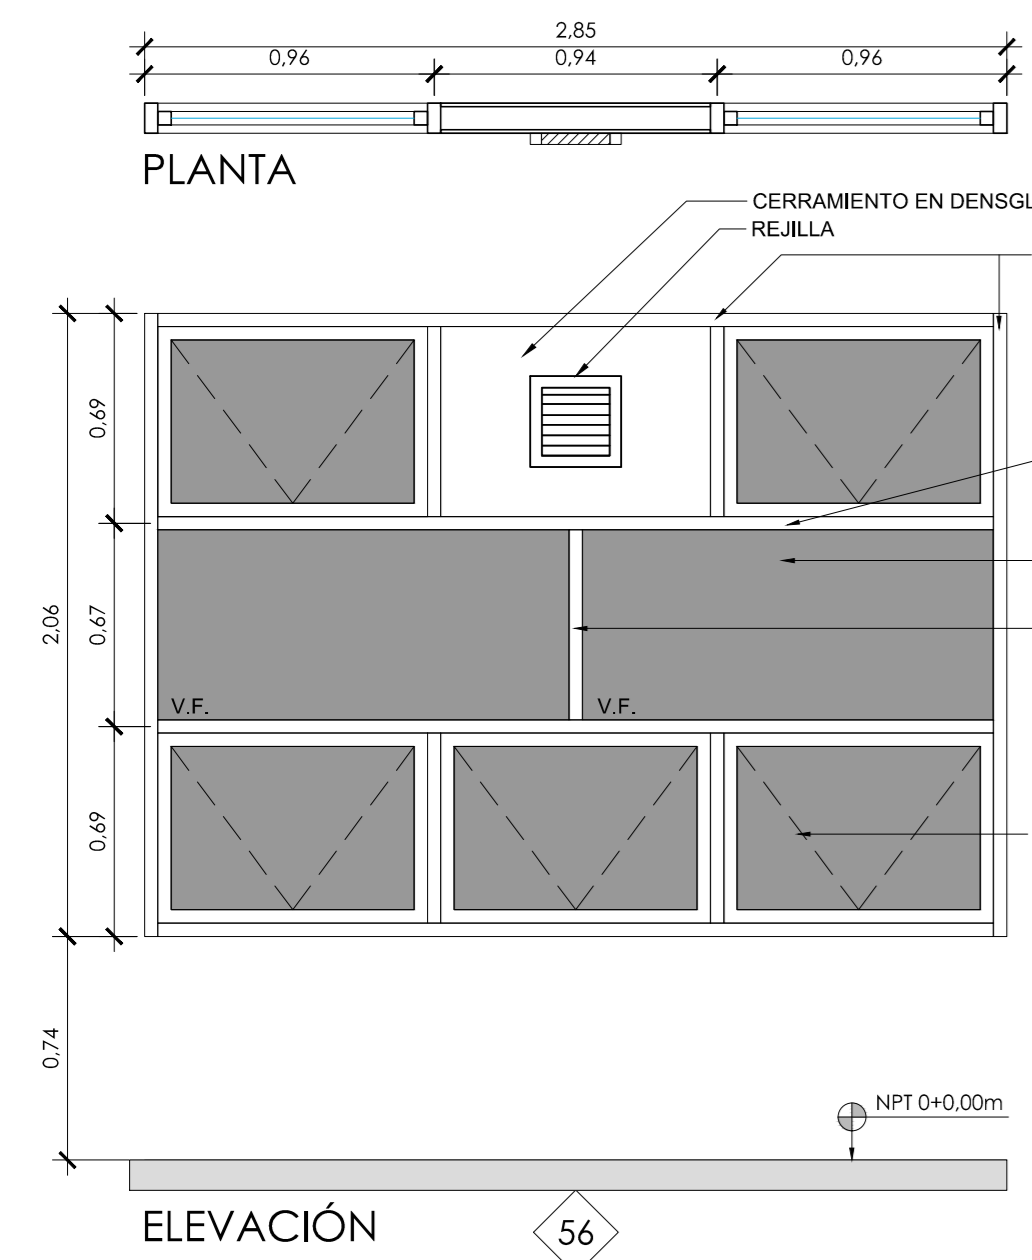 2,85
0,96
0,94
0,96
PLANTA
CERRAMIENTO EN
REJILLA
0,69
2,06
0,67
V.F.
V.F.
0,69
0,74
NPT 0+0,00m
ELEVACIÓN
56